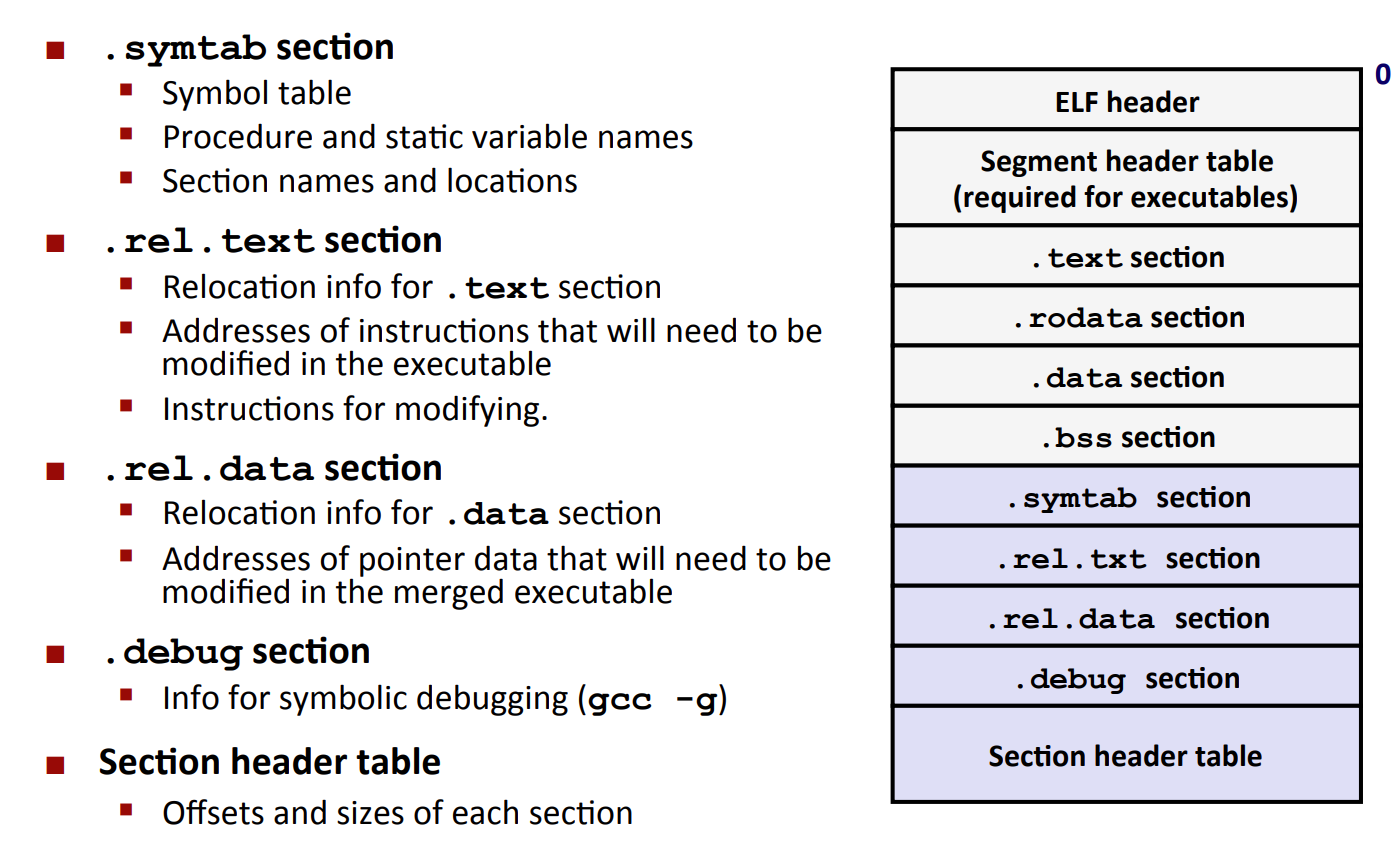 .symtab section
Symbol table
Procedure and static variable names
Section names and locations
.rel.text section
Relocation info for .text section
Addresses of instructions that will need to be
modified in the executable
Instructions for modifying.
.rel.data section
Relocation info for .data section
Addresses of pointer data that will need to be
modified in the merged executable
.debug section
Info for symbolic debugging (gcc -g)
Section header table
Offsets and sizes of each section
0
ELF header
Segment header table
(required for executables)
.text section
.rodata section
.data section
.bss section
.symtab section
.rel.txt section
.rel.data section
.debug section
Section header table